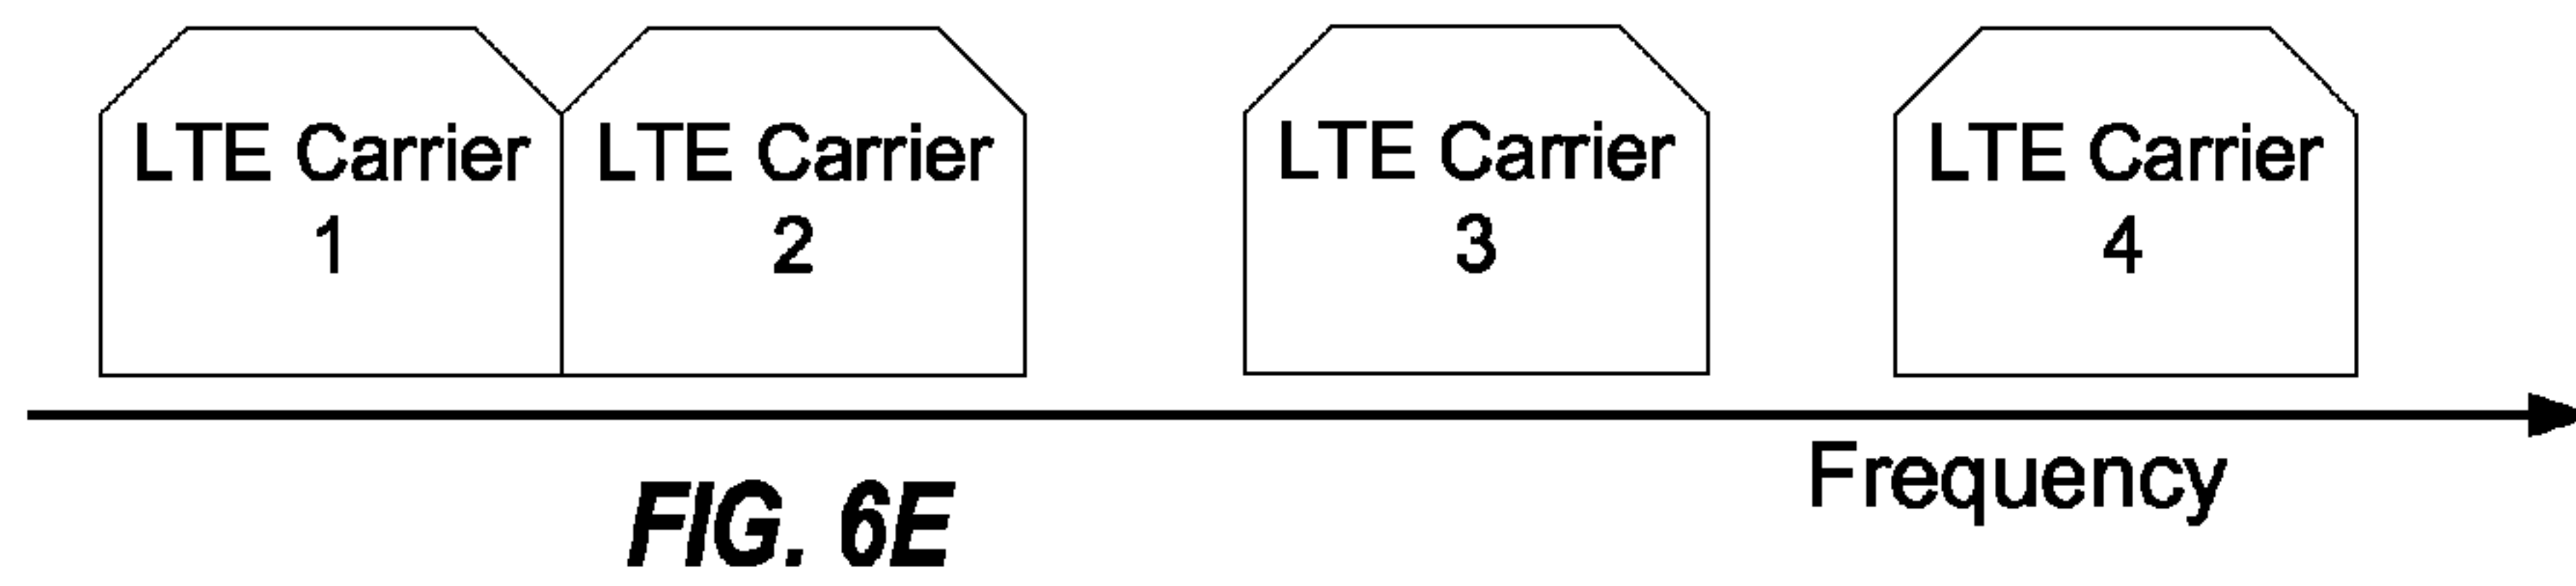 LTE Carrier
1
LTE Carrier
2
LTE Carrier
3
LTE Carrier
4
Frequency
FIG. 6E